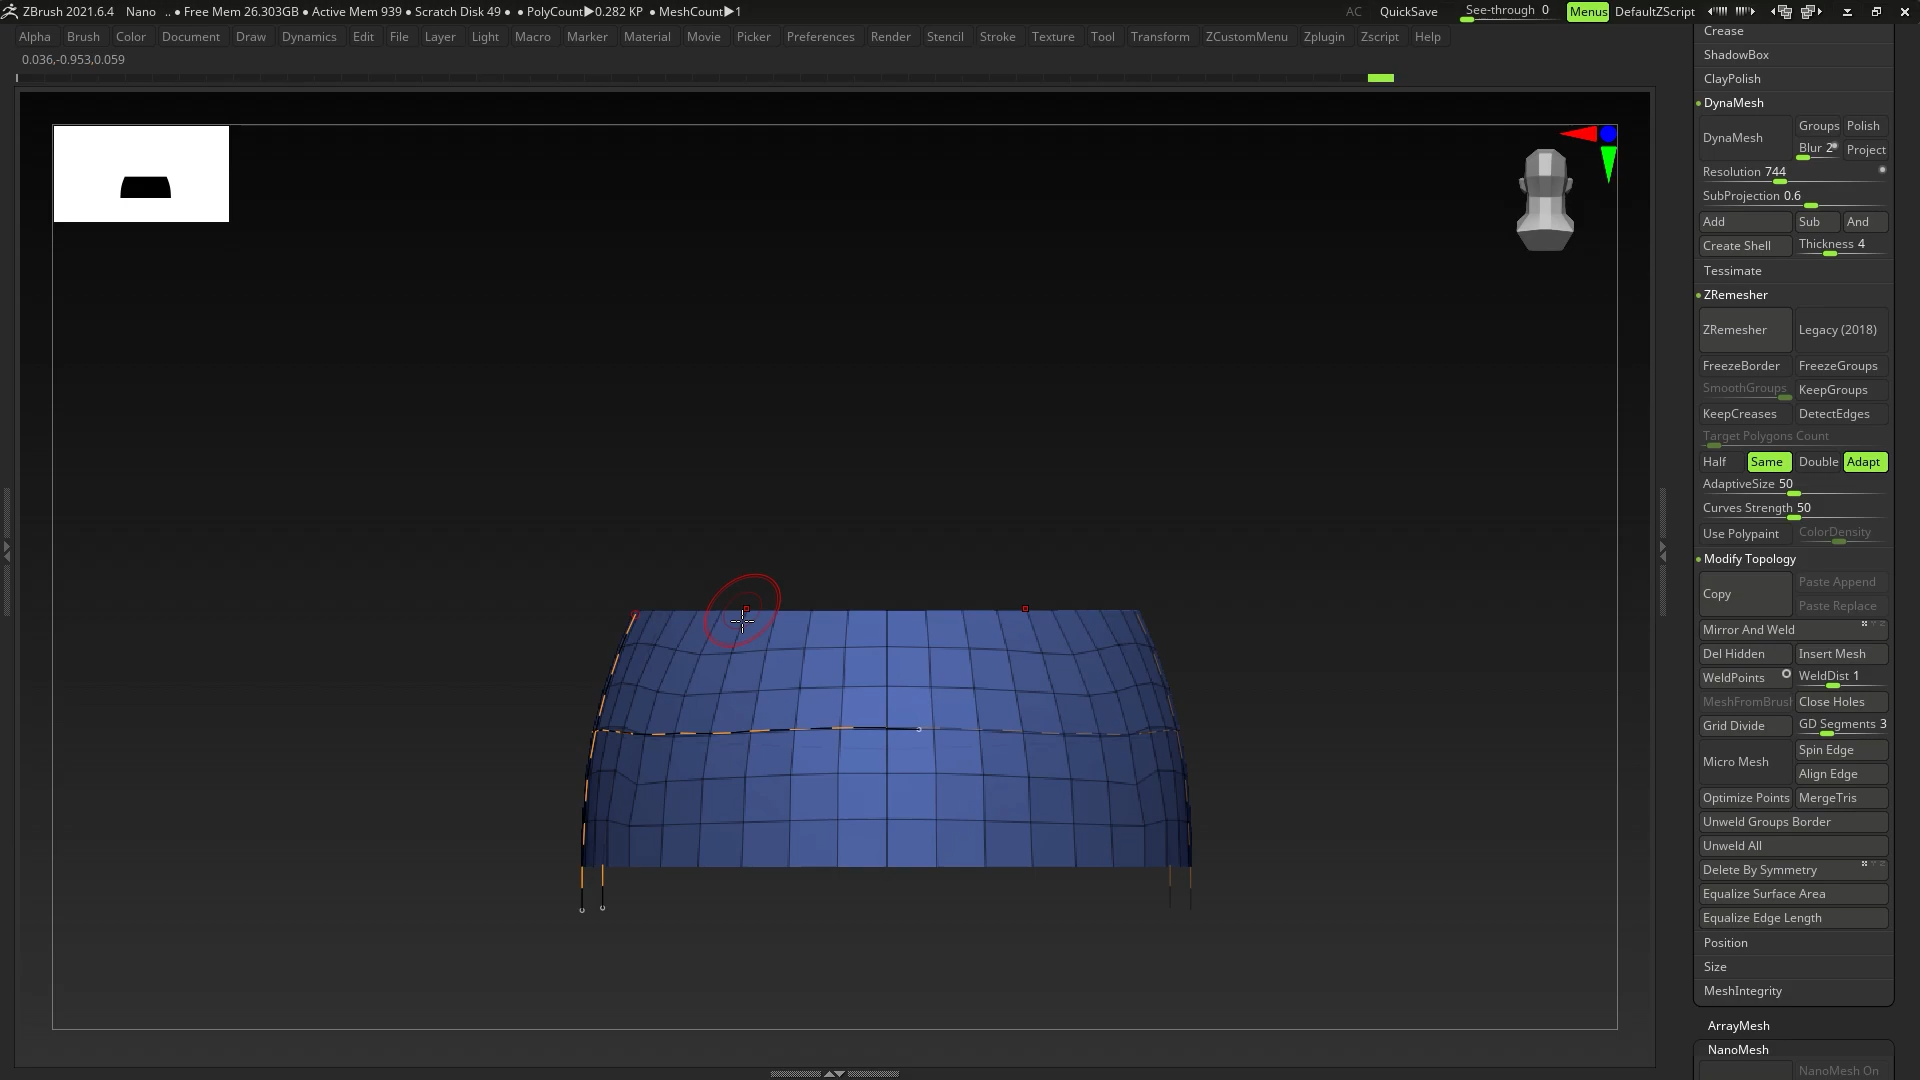 ZBrush 2021.6.4 Nano .. ● Free Mem 26.303GB ● Active Mem 939 ● Scratch Disk 49 ● ● PolyCount▶0.282 KP ● MeshCount▶1 AC QuickSave See-through 0 Menus DefaultZScript
Alpha Brush Color Document Draw Dynamics Edit File Layer Light Macro Marker Material Movie Picker Preferences Render Stencil Stroke Texture Tool Transform ZCustomMenu Zplugin Zscript Help
0.036,-0.953,0.059
Crease
ShadowBox
ClayPolish
DynaMesh
DynaMesh Groups Polish
Blur 2 Project
Resolution 744
SubProjection 0.6
Add Sub And
Create Shell Thickness 4
Tessimate
ZRemesher
ZRemesher Legacy (2018)
FreezeBorder FreezeGroups
SmoothGroups KeepGroups
KeepCreases DetectEdges
Target Polygons Count
Half Same Double Adapt
AdaptiveSize 50
Curves Strength 50
Use Polypaint ColorDensity
Modify Topology
Copy Paste Append
Paste Replace
Mirror And Weld
Del Hidden Insert Mesh
WeldPoints WeldDist 1
MeshFromBrush Close Holes
Grid Divide GD Segments 3
Micro Mesh Spin Edge
Align Edge
Optimize Points MergeTris
Unweld Groups Border
Unweld All
Delete By Symmetry
Equalize Surface Area
Equalize Edge Length
Position
Size
MeshIntegrity
ArrayMesh
NanoMesh
NanoMesh On